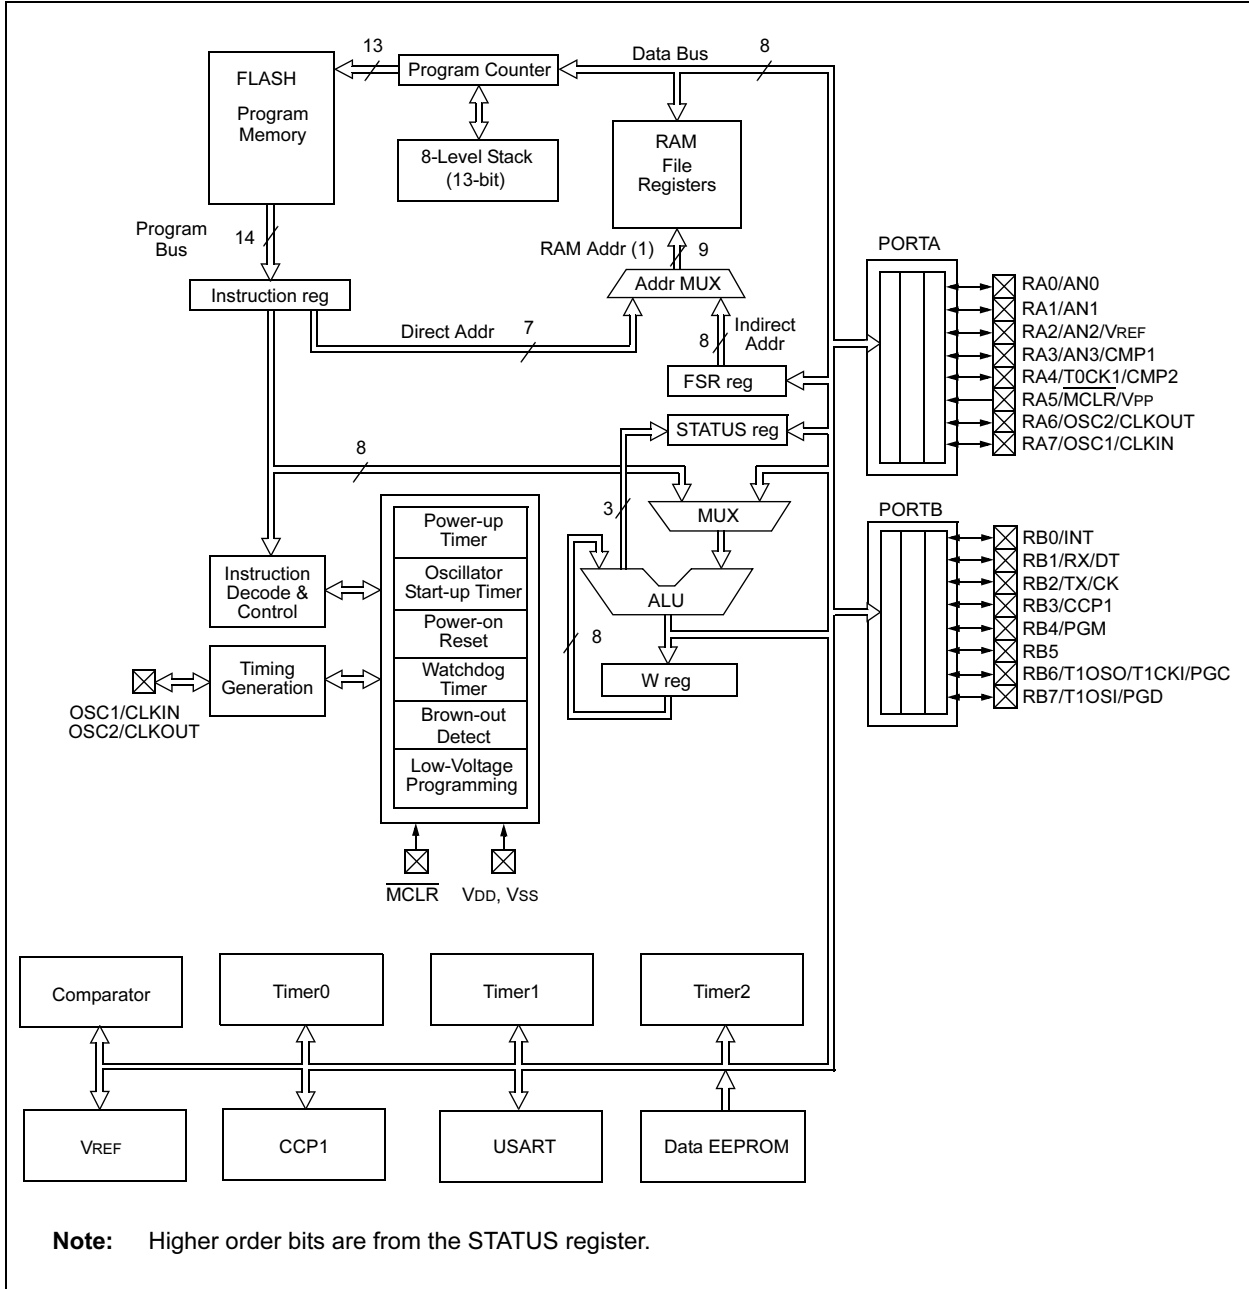 13
Data Bus
8
FLASH
Program
Memory
Program Counter
8-Level Stack
(13-bit)
RAM
File
Registers
Program
Bus
14
RAM Addr (1)
9
PORTA
Instruction reg
Addr MUX
Direct Addr
7
8
Indirect
Addr
FSR reg
STATUS reg
RA0/AN0
RA1/AN1
RA2/AN2/VREF
RA3/AN3/CMP1
RA4/T0CK1/CMP2
RA5/MCLR/VPP
RA6/OSC2/CLKOUT
RA7/OSC1/CLKIN
8
3
MUX
PORTB
Power-up
Timer
Oscillator
Start-up Timer
Power-on
Reset
Watchdog
Timer
Brown-out
Detect
Low-Voltage
Programming
Instruction
Decode &
Control
ALU
8
W reg
RB0/INT
RB1/RX/DT
RB2/TX/CK
RB3/CCP1
RB4/PGM
RB5
RB6/T1OSO/T1CKI/PGC
RB7/T1OSI/PGD
Timing
Generation
OSC1/CLKIN
OSC2/CLKOUT
MCLR
VDD, VSS
Comparator
Timer0
Timer1
Timer2
VREF
CCP1
USART
Data EEPROM
Note: Higher order bits are from the STATUS register.